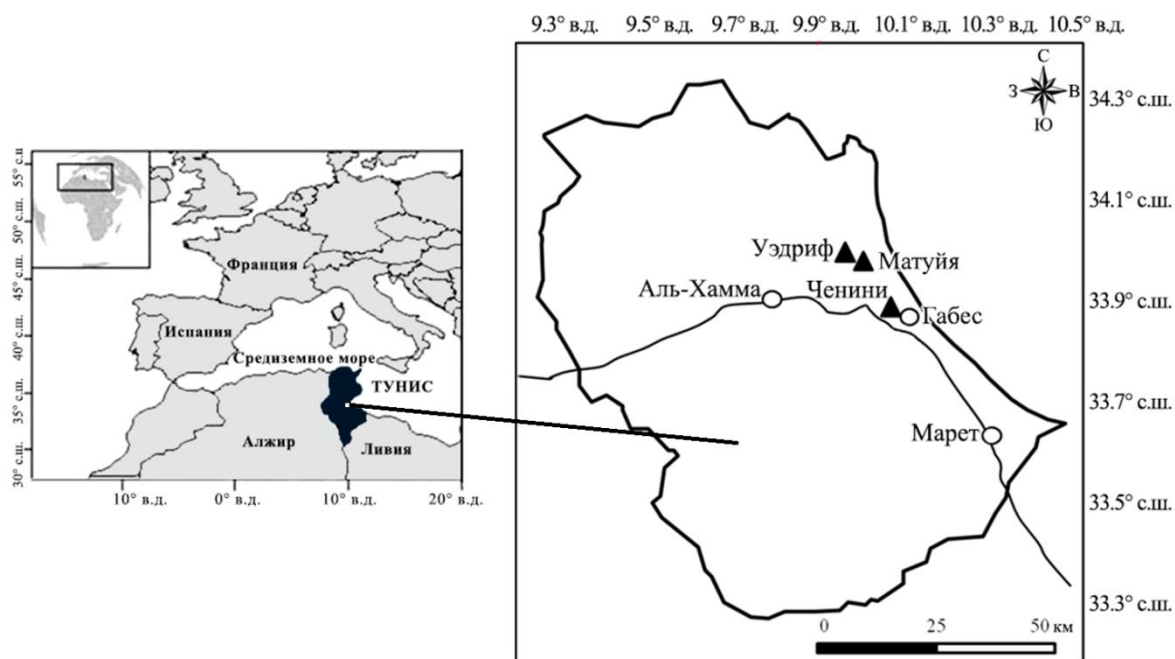 9.3° в.д. 9.5° в.д. 9.7° в.д. 9.9° в.д. 10.1° в.д. 10.3° в.д. 10.5° в.д.
С
З В
Ю
34.3° с.ш.
34.1° с.ш.
33.9° с.ш.
33.7° с.ш.
33.5° с.ш.
33.3° с.ш.
Уэдриф
Матуйя
Аль-Хамма
Ченини
Габес
Марет
0 25 50 км
55° с.ш
50° с.ш.
45° с.ш.
40° с.ш.
35° с.ш.
30° с.ш.
Франция
Испания
Средиземное море
ТУНИС
Алжир
Ливия
10° в.д. 0° в.д. 10° в.д. 20° в.д.